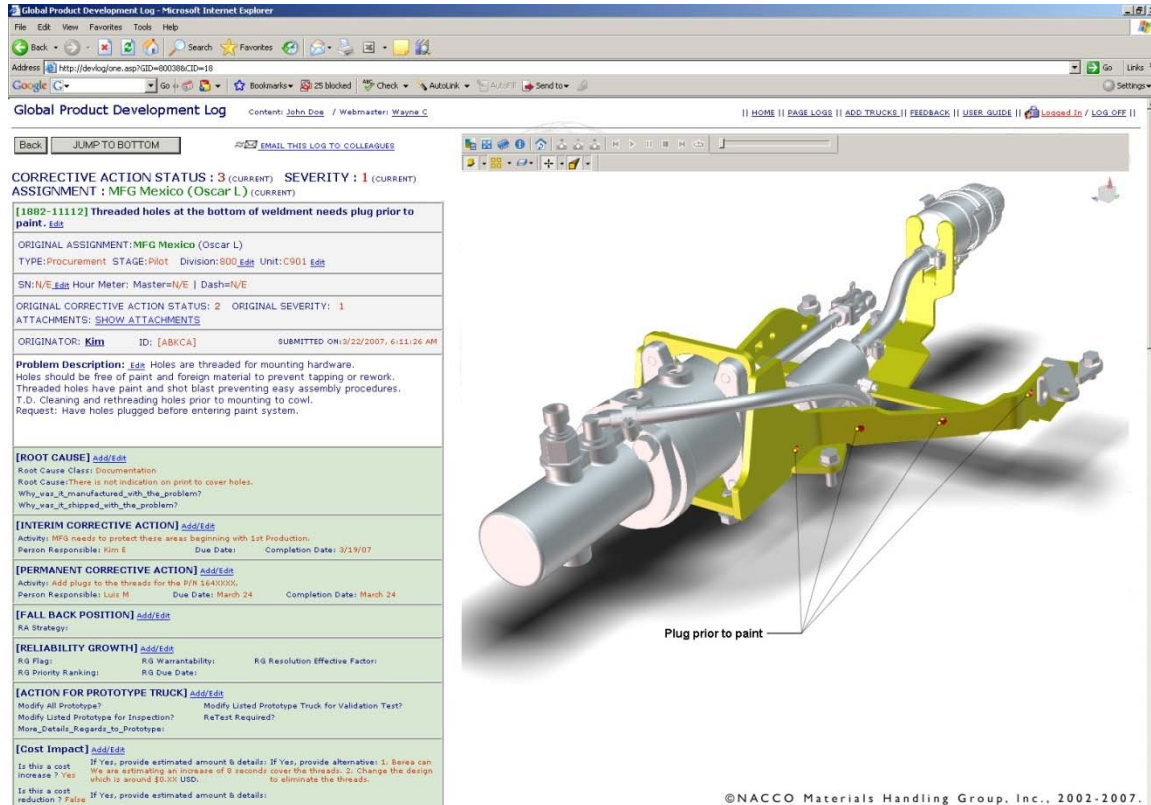 Global Product Development Log - Microsoft Internet Explorer
File Edit View Favorites Tools Help
Back Search Favorites
Address http://devlog/one.asp?GID=80038&CID=18 Go Links
Google G Go Bookmarks 25 blocked Check AutoLink AutoFill Send to Settings
Global Product Development Log Content: John Doe / Webmaster: Wayne C || HOME || PAGE LOGS || ADD TRUCKS || FEEDBACK || USER GUIDE || Logged In / LOG OFF ||
Back JUMP TO BOTTOM EMAIL THIS LOG TO COLLEAGUES
CORRECTIVE ACTION STATUS : 3 (CURRENT) SEVERITY : 1 (CURRENT)
ASSIGNMENT : MFG Mexico (Oscar L) (CURRENT)
[1882-11112] Threaded holes at the bottom of weldment needs plug prior to
paint. Edit
ORIGINAL ASSIGNMENT:MFG Mexico (Oscar L)
TYPE:Procurement STAGE:Pilot Division:800 Edit Unit:C901 Edit
SN:N/E Edit Hour Meter: Master=N/E | Dash=N/E
ORIGINAL CORRECTIVE ACTION STATUS: 2 ORIGINAL SEVERITY: 1
ATTACHMENTS: SHOW ATTACHMENTS
ORIGINATOR: Kim ID: [ABKCA] SUBMITTED ON:3/22/2007, 6:11:26 AM
Problem Description: Edit Holes are threaded for mounting hardware.
Holes should be free of paint and foreign material to prevent tapping or rework.
Threaded holes have paint and shot blast preventing easy assembly procedures.
T.D. Cleaning and rethreading holes prior to mounting to cowl.
Request: Have holes plugged before entering paint system.
[ROOT CAUSE] Add/Edit
Root Cause Class: Documentation
Root Cause:There is not indication on print to cover holes.
Why_was_it_manufactured_with_the_problem?
Why_was_it_shipped_with_the_problem?
[INTERIM CORRECTIVE ACTION] Add/Edit
Activity: MFG needs to protect these areas beginning with 1st Production.
Person Responsible: Kim E Due Date: Completion Date: 3/19/07
[PERMANENT CORRECTIVE ACTION] Add/Edit
Activity: Add plugs to the threads for the P/N 164XXXX.
Person Responsible: Luis M Due Date: March 24 Completion Date: March 24
[FALL BACK POSITION] Add/Edit
RA Strategy:
[RELIABILITY GROWTH] Add/Edit
RG Flag: RG Warrantability: RG Resolution Effective Factor:
RG Priority Ranking: RG Due Date:
[ACTION FOR PROTOTYPE TRUCK] Add/Edit
Modify All Prototype? Modify Listed Prototype Truck for Validation Test?
Modify Listed Prototype for Inspection? ReTest Required?
More_Details_Regards_to_Prototype:
[Cost Impact] Add/Edit
Is this a cost increase ? Yes
If Yes, provide estimated amount & details:
We are estimating an increase of 8 seconds
which is around $0.XX USD.
If Yes, provide alternative: 1. Berea can
cover the threads. 2. Change the design
to eliminate the threads.
Is this a cost reduction ? False
If Yes, provide estimated amount & details:
Plug prior to paint
©NACCO Materials Handling Group, Inc., 2002-2007.